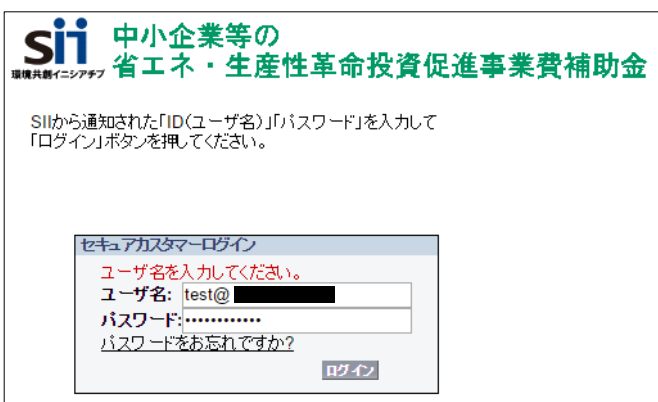 Sii
環境共創イニシアチブ
中小企業等の
省エネ・生産性革命投資促進事業費補助金
SIIから通知された「ID(ユーザ名)」「パスワード」を入力して
「ログイン」ボタンを押してください。
セキュアカスタマーログイン
ユーザ名を入力してください。
ユーザ名: test@
パスワード: ••••••••••••
パスワードをお忘れですか?
ログイン